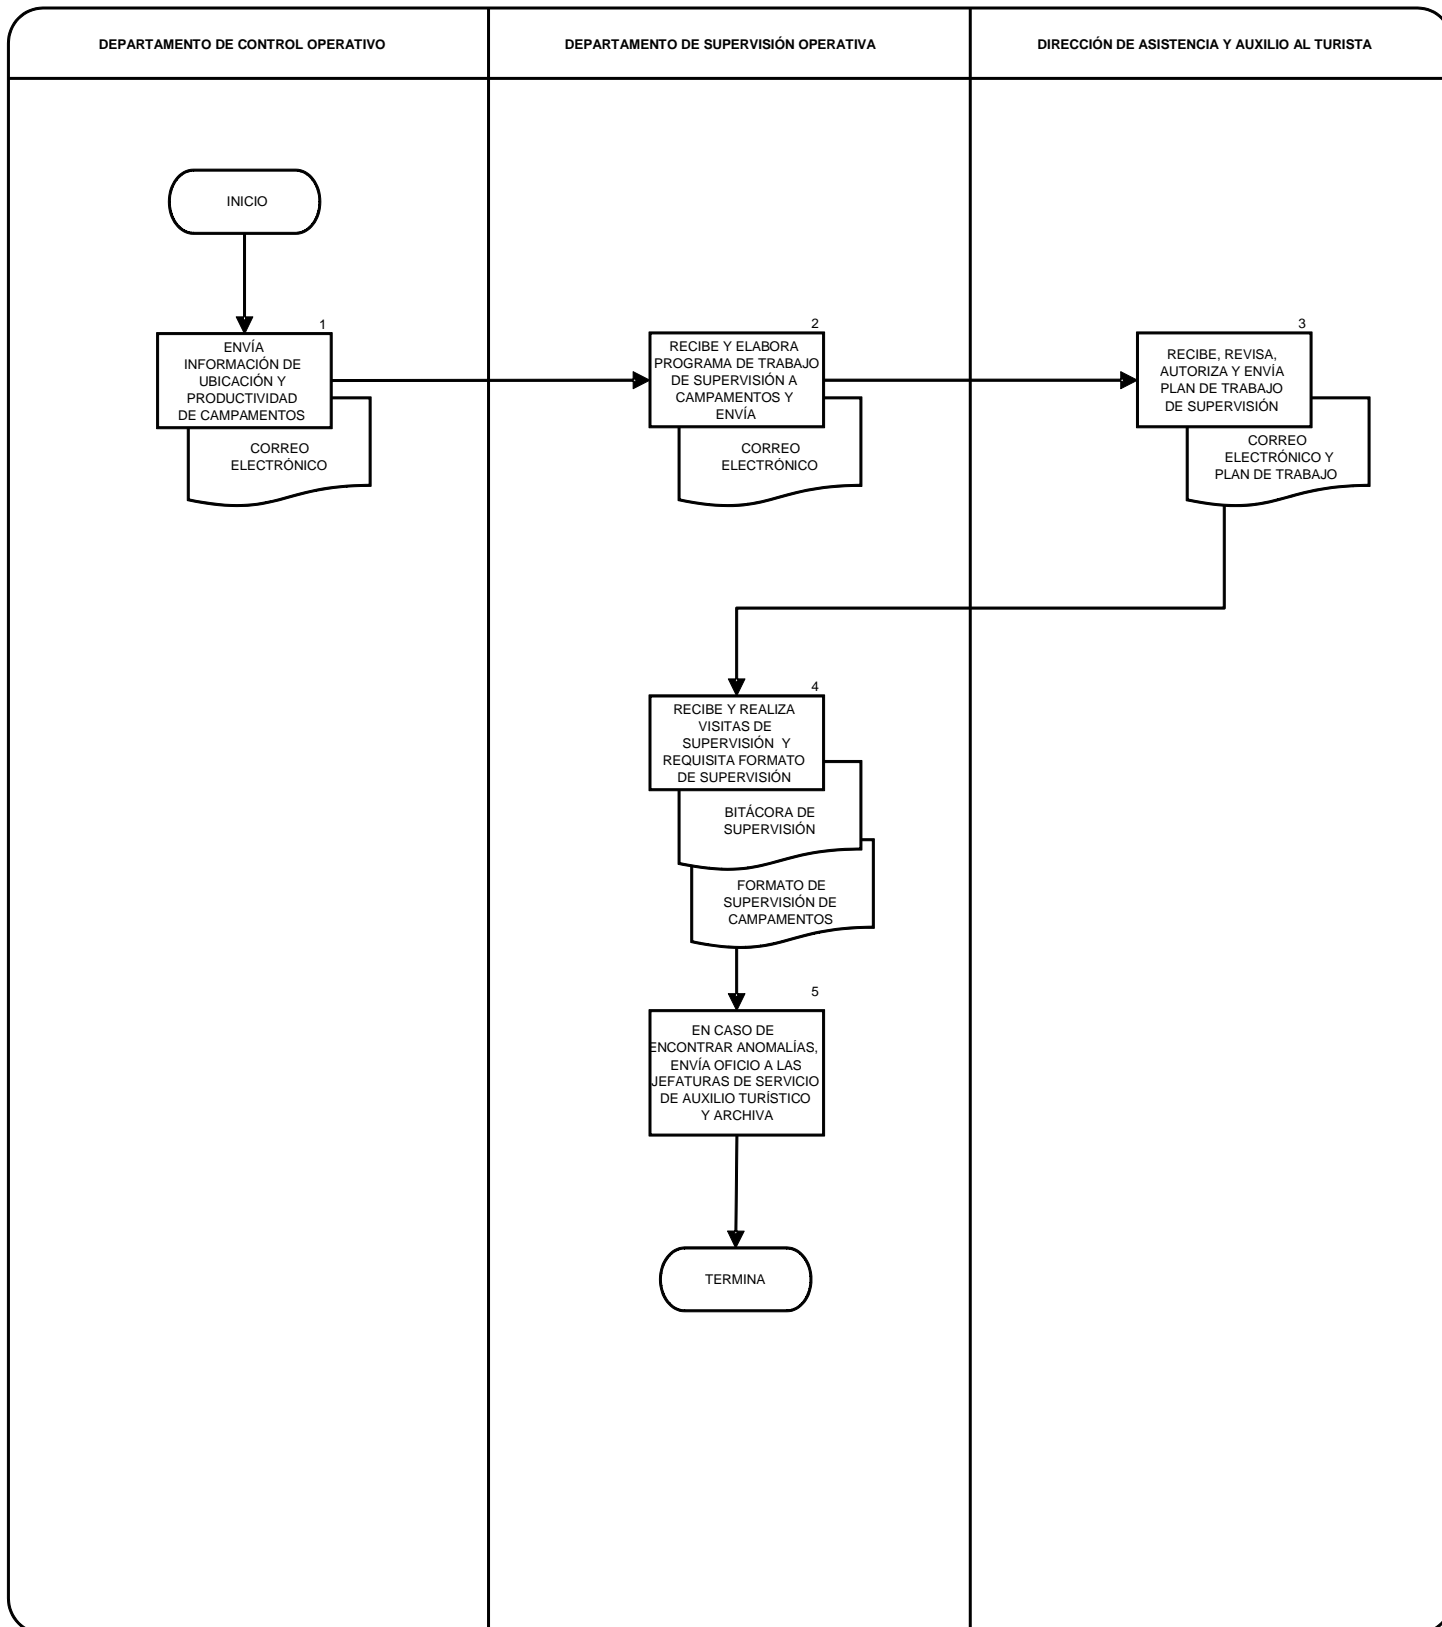 DEPARTAMENTO DE CONTROL OPERATIVO
DEPARTAMENTO DE SUPERVISIÓN OPERATIVA
DIRECCIÓN DE ASISTENCIA Y AUXILIO AL TURISTA
INICIO
1
ENVÍA
INFORMACIÓN DE
UBICACIÓN Y
PRODUCTIVIDAD
DE CAMPAMENTOS
CORREO
ELECTRÓNICO
2
RECIBE Y ELABORA
PROGRAMA DE TRABAJO
DE SUPERVISIÓN A
CAMPAMENTOS Y
ENVÍA
CORREO
ELECTRÓNICO
3
RECIBE, REVISA,
AUTORIZA Y ENVÍA
PLAN DE TRABAJO
DE SUPERVISIÓN
CORREO
ELECTRÓNICO Y
PLAN DE TRABAJO
4
RECIBE Y REALIZA
VISITAS DE
SUPERVISIÓN Y
REQUISITA FORMATO
DE SUPERVISIÓN
BITÁCORA DE
SUPERVISIÓN
FORMATO DE
SUPERVISIÓN DE
CAMPAMENTOS
5
EN CASO DE
ENCONTRAR ANOMALÍAS,
ENVÍA OFICIO A LAS
JEFATURAS DE SERVICIO
DE AUXILIO TURÍSTICO
Y ARCHIVA
TERMINA